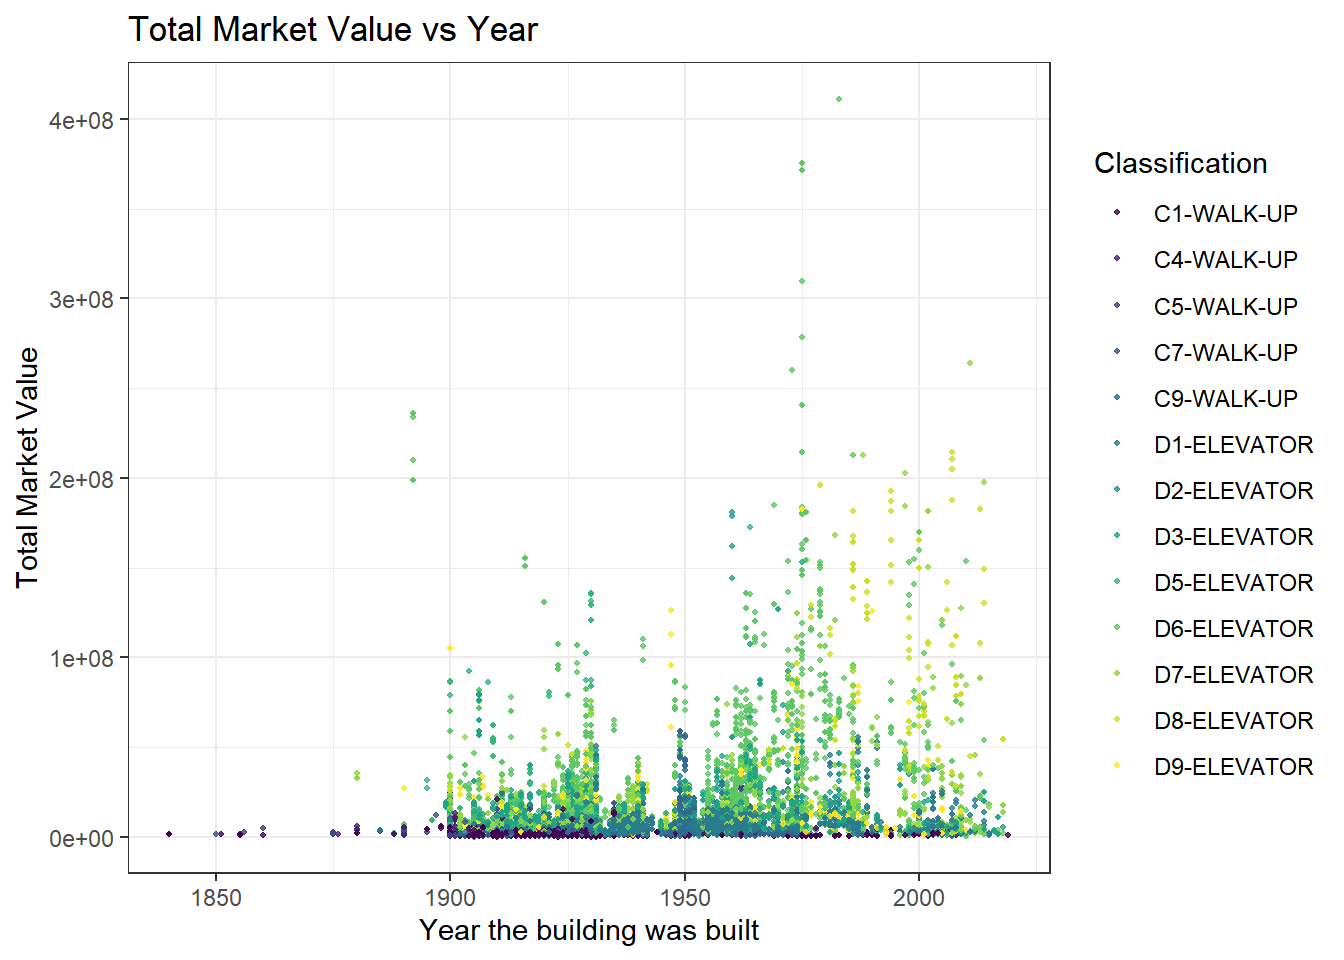 Total Market Value vs Year
4e+08
3e+08
2e+08
1e+08
0e+00
Total Market Value
1850
1900
1950
2000
Year the building was built
Classification
C1-WALK-UP
C4-WALK-UP
C5-WALK-UP
C7-WALK-UP
C9-WALK-UP
D1-ELEVATOR
D2-ELEVATOR
D3-ELEVATOR
D5-ELEVATOR
D6-ELEVATOR
D7-ELEVATOR
D8-ELEVATOR
D9-ELEVATOR